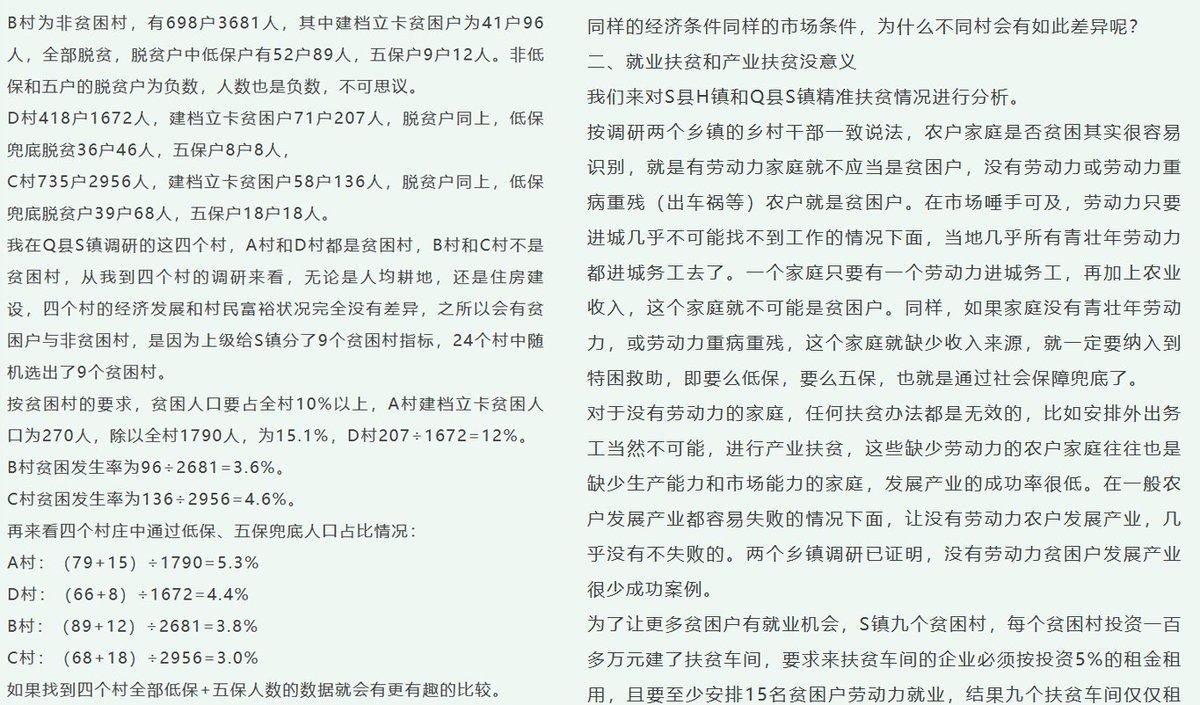 B村为非贫困村，有698户3681人，其中建档立卡贫困户为41户96
人，全部脱贫，脱贫户中低保户有52户89人，五保户9户12人。非低
保和五户的脱贫户为负数，人数也是负数，不可思议。
D村418户1672人，建档立卡贫困户71户207人，脱贫户同上，低保
兜底脱贫36户46人，五保户8户8人，
C村735户2956人，建档立卡贫困户58户136人，脱贫户同上，低保
兜底脱贫户39户68人，五保户18户18人。
我在Q县S镇调研的这四个村，A村和D村都是贫困村，B村和C村不是
贫困村，从我到四个村的调研来看，无论是人均耕地，还是住房建
设，四个村的经济发展和村民富裕状况完全没有差异，之所以会有贫
困户与非贫困村，是因为上级给S镇分了9个贫困村指标，24个村中随
机选出了9个贫困村。
按贫困村的要求，贫困人口要占全村10%以上，A村建档立卡贫困人
口为270人，除以全村1790人，为15.1%，D村207÷1672=12%。
B村贫困发生率为96÷2681=3.6%。
C村贫困发生率为136÷2956=4.6%。
再来看四个村庄中通过低保、五保兜底人口占比情况：
A村：（79+15）÷1790=5.3%
D村：（66+8）÷1672=4.4%
B村：（89+12）÷2681=3.8%
C村：（68+18）÷2956=3.0%
如果找到四个村全部低保+五保人数的数据就会有更有趣的比较。
同样的经济条件同样的市场条件，为什么不同村会有如此差异呢？
二、就业扶贫和产业扶贫没意义
我们来对S县H镇和Q县S镇精准扶贫情况进行分析。
按调研两个乡镇的乡村干部一致说法，农户家庭是否贫困其实很容易
识别，就是有劳动力家庭就不应当是贫困户，没有劳动力或劳动力重
病重残（出车祸等）农户就是贫困户。在市场唾手可及，劳动力只要
进城几乎不可能找不到工作的情况下面，当地几乎所有青壮年劳动力
都进城务工去了。一个家庭只要有一个劳动力进城务工，再加上农业
收入，这个家庭就不可能是贫困户。同样，如果家庭没有青壮年劳动
力，或劳动力重病重残，这个家庭就缺少收入来源，就一定要纳入到
特困救助，即要么低保，要么五保，也就是通过社会保障兜底了。
对于没有劳动力的家庭，任何扶贫办法都是无效的，比如安排外出务
工当然不可能，进行产业扶贫，这些缺少劳动力的农户家庭往往也是
缺少生产能力和市场能力的家庭，发展产业的成功率很低。在一般农
户发展产业都容易失败的情况下面，让没有劳动力农户发展产业，几
乎没有不失败的。两个乡镇调研已证明，没有劳动力贫困户发展产业
很少成功案例。
为了让更多贫困户有就业机会，S镇九个贫困村，每个贫困村投资一百
多万元建了扶贫车间，要求来扶贫车间的企业必须按投资5%的租金租
用，且要至少安排15名贫困户劳动力就业，结果九个扶贫车间仅仅租